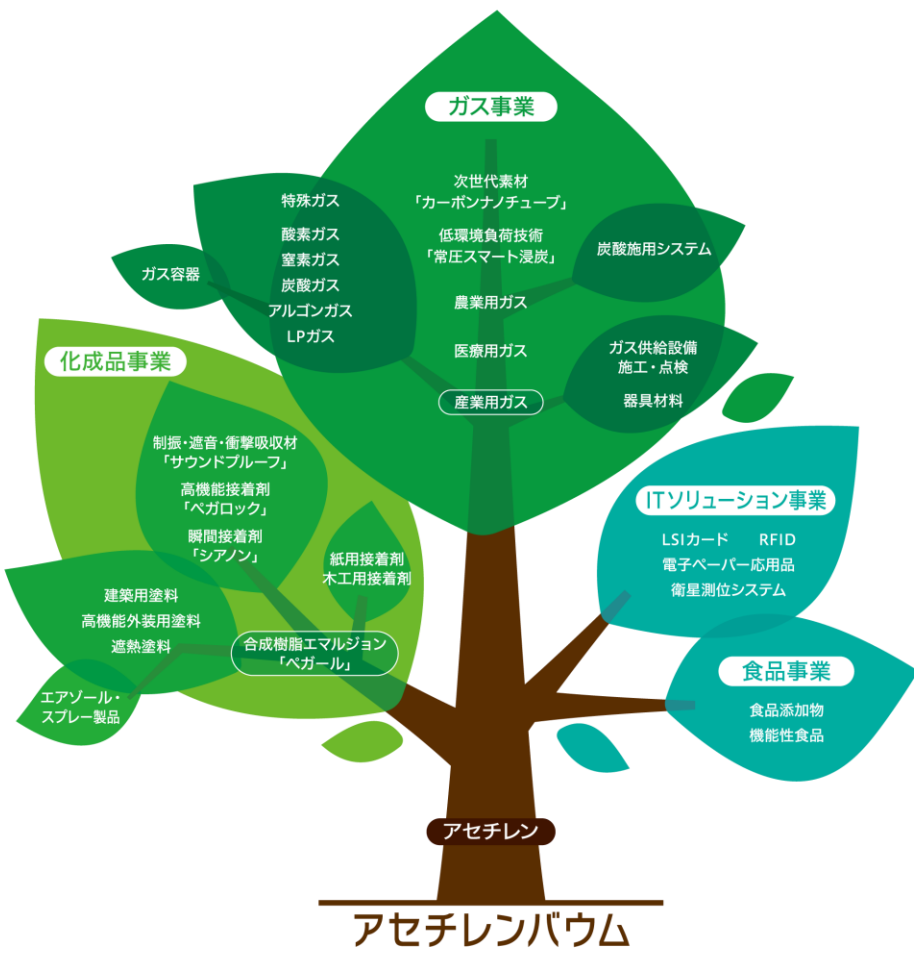 ガス事業
次世代素材
「カーボンナノチューブ」
低環境負荷技術
「常圧スマート浸炭」
農業用ガス
医療用ガス
産業用ガス
特殊ガス
酸素ガス
窒素ガス
炭酸ガス
アルゴンガス
LPガス
ガス容器
炭酸施用システム
ガス供給設備
施工・点検
器具材料
化成品事業
制振・遮音・衝撃吸収材
「サウンドプルーフ」
高機能接着剤
「ペガロック」
瞬間接着剤
「シアノン」
紙用接着剤
木工用接着剤
建築用塗料
高機能外装用塗料
遮熱塗料
合成樹脂エマルジョン
「ペガール」
エアゾール・
スプレー製品
ITソリューション事業
LSIカード RFID
電子ペーパー応用品
衛星測位システム
食品事業
食品添加物
機能性食品
アセチレン
アセチレンバウム